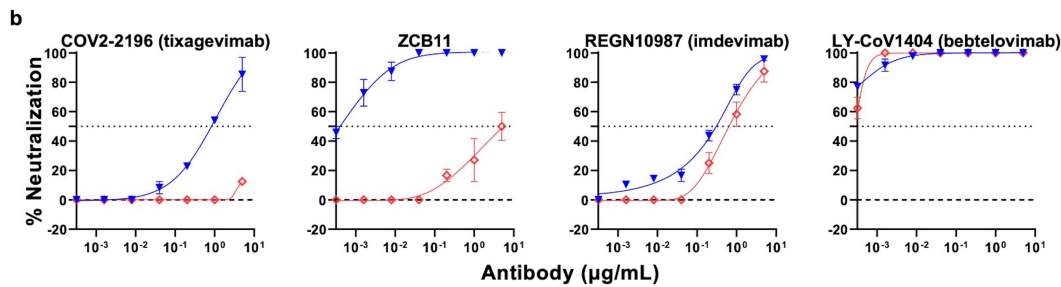 b
COV2-2196 (tixagevimab)
ZCB11
REGN10987 (imdevimab)
LY-CoV1404 (bebtelovimab)
% Neutralization
100
80
60
40
20
0
-20
10⁻³ 10⁻² 10⁻¹ 10⁰ 10¹
100
80
60
40
20
0
-20
10⁻³ 10⁻² 10⁻¹ 10⁰ 10¹
100
80
60
40
20
0
-20
10⁻³ 10⁻² 10⁻¹ 10⁰ 10¹
100
80
60
40
20
0
-20
10⁻³ 10⁻² 10⁻¹ 10⁰ 10¹
Antibody (μg/mL)